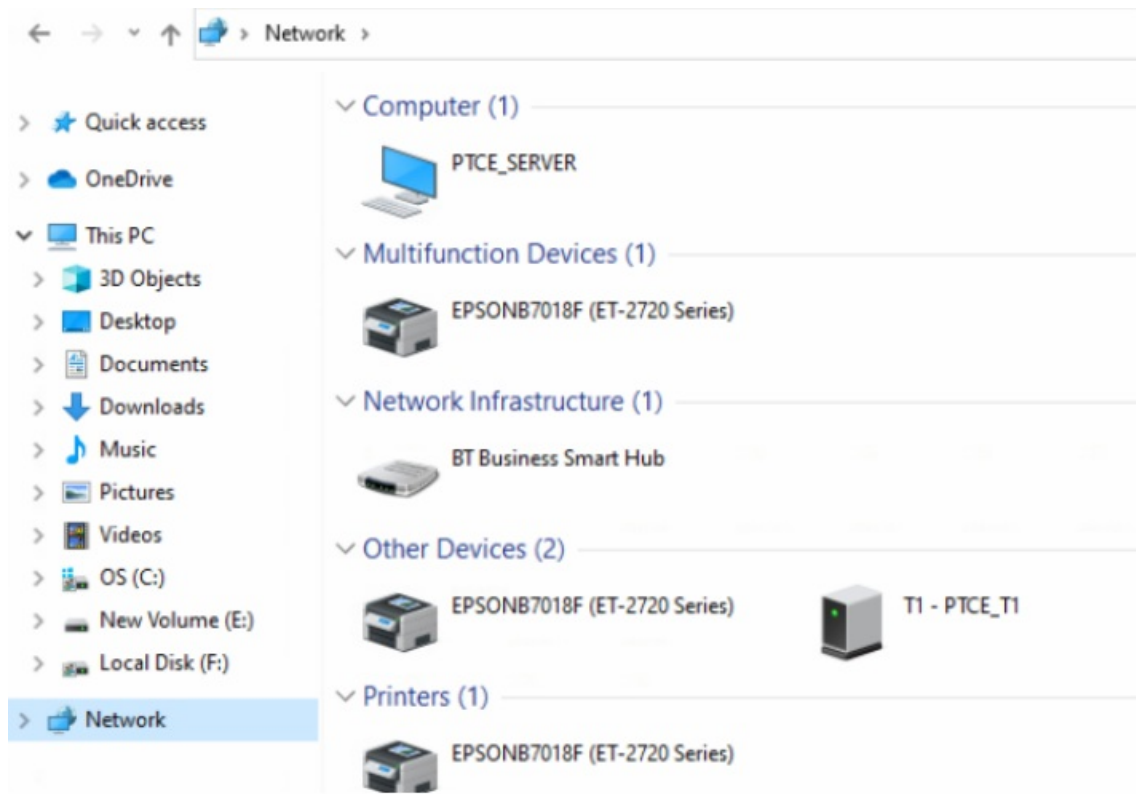 Network
Quick access
OneDrive
This PC
3D Objects
Desktop
Documents
Downloads
Music
Pictures
Videos
OS (C:)
New Volume (E:)
Local Disk (F:)
Network
Computer (1)
PTCE_SERVER
Multifunction Devices (1)
EPSONB7018F (ET-2720 Series)
Network Infrastructure (1)
BT Business Smart Hub
Other Devices (2)
EPSONB7018F (ET-2720 Series)
T1 - PTCE_T1
Printers (1)
EPSONB7018F (ET-2720 Series)